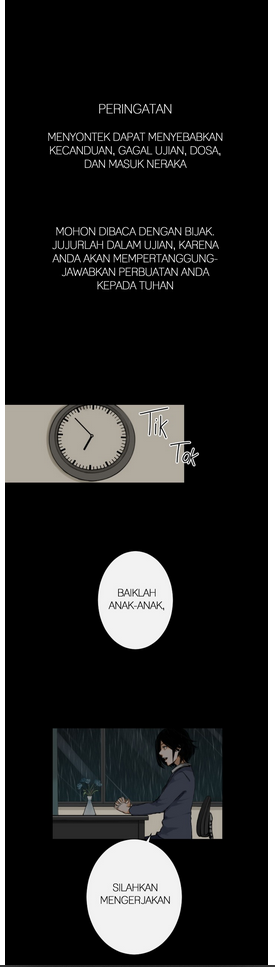 PERINGATAN
MENYONTEK DAPAT MENYEBABKAN
KECANDUAN, GAGAL UJIAN, DOSA,
DAN MASUK NERAKA
MOHON DIBACA DENGAN BIJAK.
JUJURLAH DALAM UJIAN, KARENA
ANDA AKAN MEMPERTANGGUNG-
JAWABKAN PERBUATAN ANDA
KEPADA TUHAN
Tik
Tok
BAIKLAH
ANAK-ANAK,
SILAHKAN
MENGERJAKAN